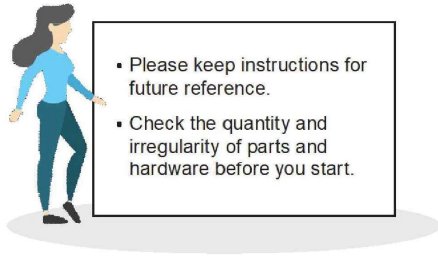 ▪ Please keep instructions for
future reference.
▪ Check the quantity and
irregularity of parts and
hardware before you start.